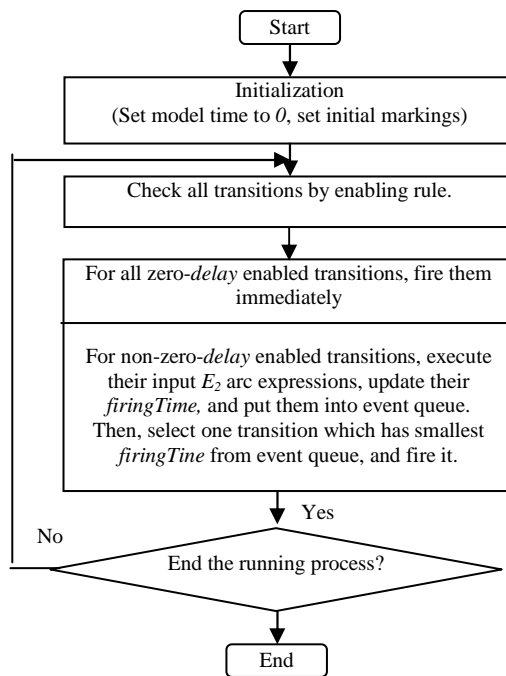 Start
Initialization
(Set model time to 0, set initial markings)
Check all transitions by enabling rule.
For all zero-delay enabled transitions, fire them
immediately
For non-zero-delay enabled transitions, execute
their input E2 arc expressions, update their
firingTime, and put them into event queue.
Then, select one transition which has smallest
firingTine from event queue, and fire it.
Yes
No
End the running process?
End